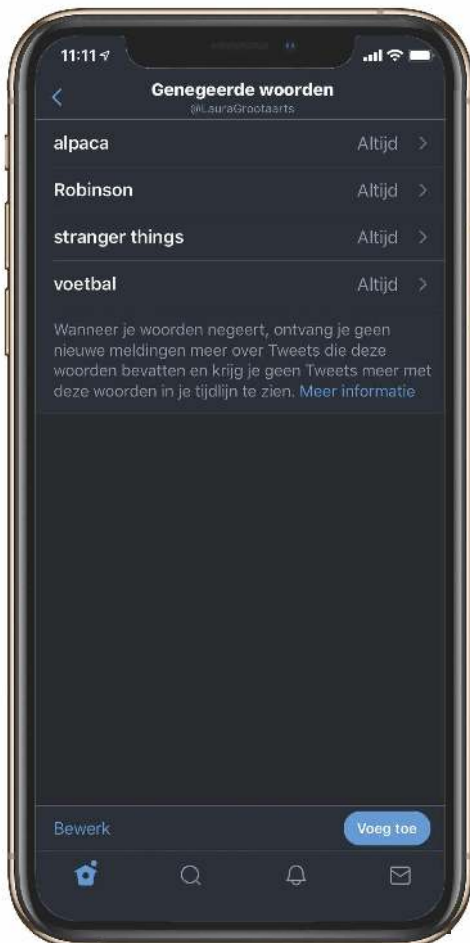 11:11
Genegeerde woorden
@LauraGrootaarts
alpaca Altijd
Robinson Altijd
stranger things Altijd
voetbal Altijd
Wanneer je woorden negeert, ontvang je geen
nieuwe meldingen meer over Tweets die deze
woorden bevatten en krijg je geen Tweets meer met
deze woorden in je tijdlijn te zien. Meer informatie
Bewerk Voeg toe